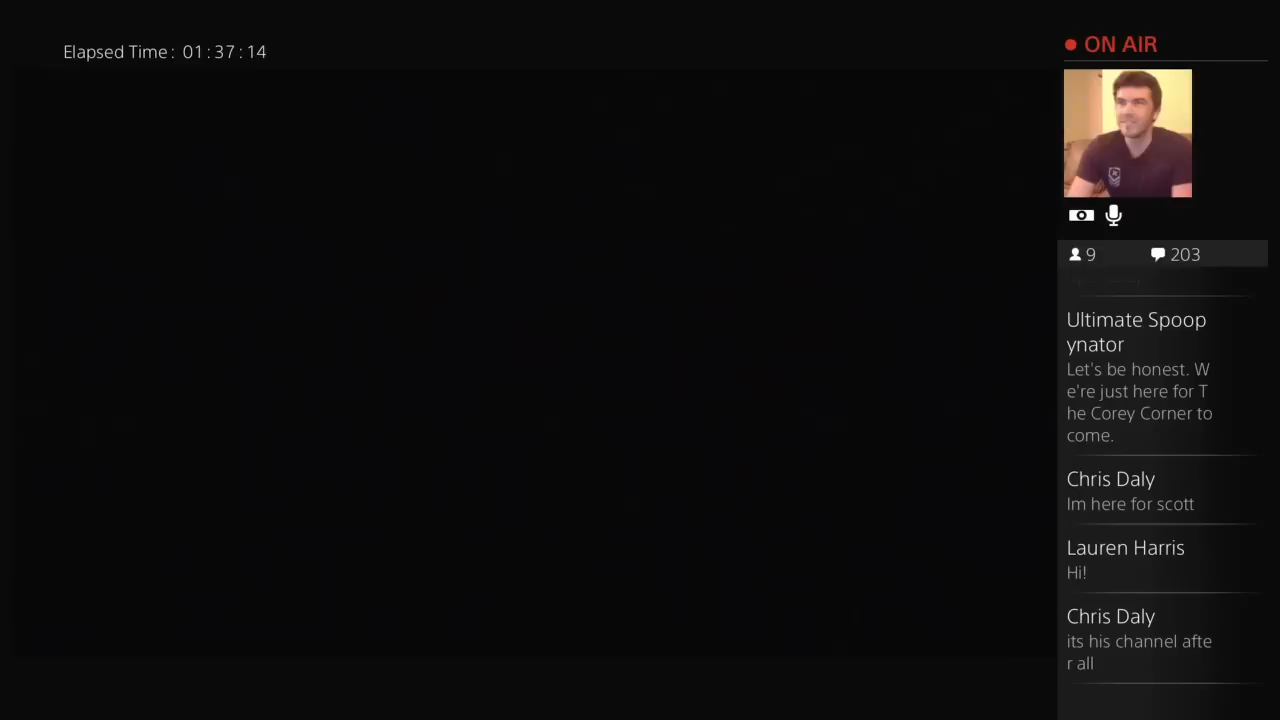 Elapsed Time: 01:37:14
ON AIR
9 203
Ultimate Spoop
ynator
Let's be honest. W
e're just here for T
he Corey Corner to
come.
Chris Daly
Im here for scott
Lauren Harris
Hi!
Chris Daly
its his channel afte
r all